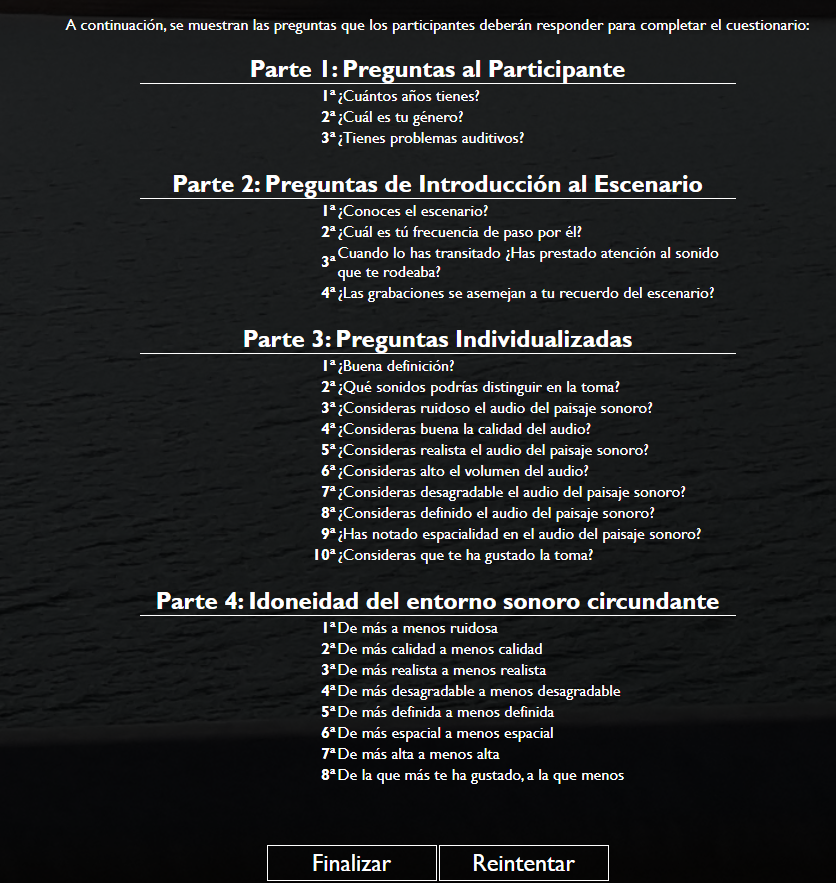 A continuación, se muestran las preguntas que los participantes deberán responder para completar el cuestionario:
Parte 1: Preguntas al Participante
1ª ¿Cuántos años tienes?
2ª ¿Cuál es tu género?
3ª ¿Tienes problemas auditivos?
Parte 2: Preguntas de Introducción al Escenario
1ª ¿Conoces el escenario?
2ª ¿Cuál es tú frecuencia de paso por él?
3ª Cuando lo has transitado ¿Has prestado atención al sonido
que te rodeaba?
4ª ¿Las grabaciones se asemejan a tu recuerdo del escenario?
Parte 3: Preguntas Individualizadas
1ª ¿Buena definición?
2ª ¿Qué sonidos podrías distinguir en la toma?
3ª ¿Consideras ruidoso el audio del paisaje sonoro?
4ª ¿Consideras buena la calidad del audio?
5ª ¿Consideras realista el audio del paisaje sonoro?
6ª ¿Consideras alto el volumen del audio?
7ª ¿Consideras desagradable el audio del paisaje sonoro?
8ª ¿Consideras definido el audio del paisaje sonoro?
9ª ¿Has notado espacialidad en el audio del paisaje sonoro?
10ª ¿Consideras que te ha gustado la toma?
Parte 4: Idoneidad del entorno sonoro circundante
1ª De más a menos ruidosa
2ª De más calidad a menos calidad
3ª De más realista a menos realista
4ª De más desagradable a menos desagradable
5ª De más definida a menos definida
6ª De más espacial a menos espacial
7ª De más alta a menos alta
8ª De la que más te ha gustado, a la que menos
Finalizar
Reintentar